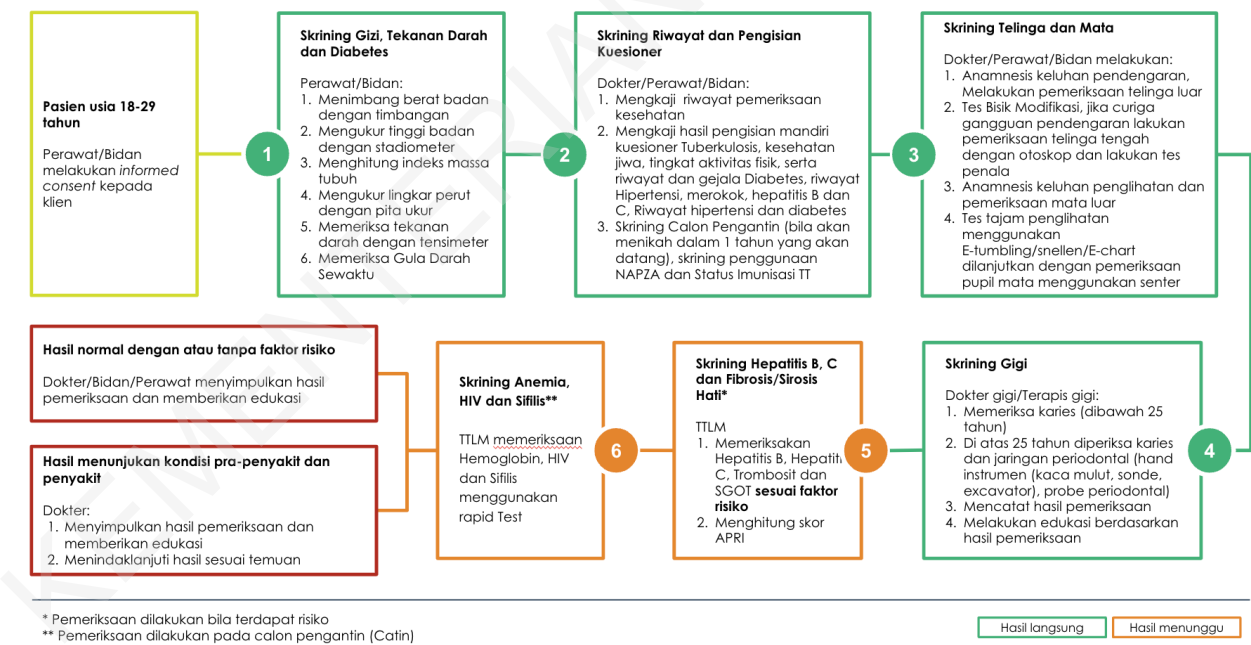 Pasien usia 18-29
tahun
Perawat/Bidan
melakukan informed
consent kepada
klien
1
Skrining Gizi, Tekanan Darah
dan Diabetes
Perawat/Bidan:
1. Menimbang berat badan
dengan timbangan
2. Mengukur tinggi badan
dengan stadiometer
3. Menghitung indeks massa
tubuh
4. Mengukur lingkar perut
dengan pita ukur
5. Memeriksa tekanan
darah dengan tensimeter
6. Memeriksa Gula Darah
Sewaktu
2
Skrining Riwayat dan Pengisian
Kuesioner
Dokter/Perawat/Bidan:
1. Mengkaji riwayat pemeriksaan
kesehatan
2. Mengkaji hasil pengisian mandiri
kuesioner Tuberkulosis, kesehatan
jiwa, tingkat aktivitas fisik, serta
riwayat dan gejala Diabetes, riwayat
Hipertensi, merokok, hepatitis B dan
C, Riwayat hipertensi dan diabetes
3. Skrining Calon Pengantin (bila akan
menikah dalam 1 tahun yang akan
datang), skrining penggunaan
NAPZA dan Status Imunisasi TT
3
Skrining Telinga dan Mata
Dokter/Perawat/Bidan melakukan:
1. Anamnesis keluhan pendengaran,
Melakukan pemeriksaan telinga luar
2. Tes Bisik Modifikasi, jika curiga
gangguan pendengaran lakukan
pemeriksaan telinga tengah
dengan otoskop dan lakukan tes
penala
3. Anamnesis keluhan penglihatan dan
pemeriksaan mata luar
4. Tes tajam penglihatan
menggunakan
E-tumbling/snellen/E-chart
dilanjutkan dengan pemeriksaan
pupil mata menggunakan senter
4
Skrining Gigi
Dokter gigi/Terapis gigi:
1. Memeriksa karies (dibawah 25
tahun)
2. Di atas 25 tahun diperiksa karies
dan jaringan periodontal (hand
instrumen (kaca mulut, sonde,
excavator), probe periodontal)
3. Mencatat hasil pemeriksaan
4. Melakukan edukasi berdasarkan
hasil pemeriksaan
5
Skrining Hepatitis B, C
dan Fibrosis/Sirosis
Hati*
TTLM
1. Memeriksakan
Hepatitis B, Hepatiti
C, Trombosit dan
SGOT sesuai faktor
risiko
2. Menghitung skor
APRI
6
Skrining Anemia,
HIV dan Sifilis**
TTLM memeriksaan
Hemoglobin, HIV
dan Sifilis
menggunakan
rapid Test
Hasil normal dengan atau tanpa faktor risiko
Dokter/Bidan/Perawat menyimpulkan hasil
pemeriksaan dan memberikan edukasi
Hasil menunjukan kondisi pra-penyakit dan
penyakit
Dokter:
1. Menyimpulkan hasil pemeriksaan dan
memberikan edukasi
2. Menindaklanjuti hasil sesuai temuan
* Pemeriksaan dilakukan bila terdapat risiko
** Pemeriksaan dilakukan pada calon pengantin (Catin)
Hasil langsung
Hasil menunggu
KEMENTERIAN